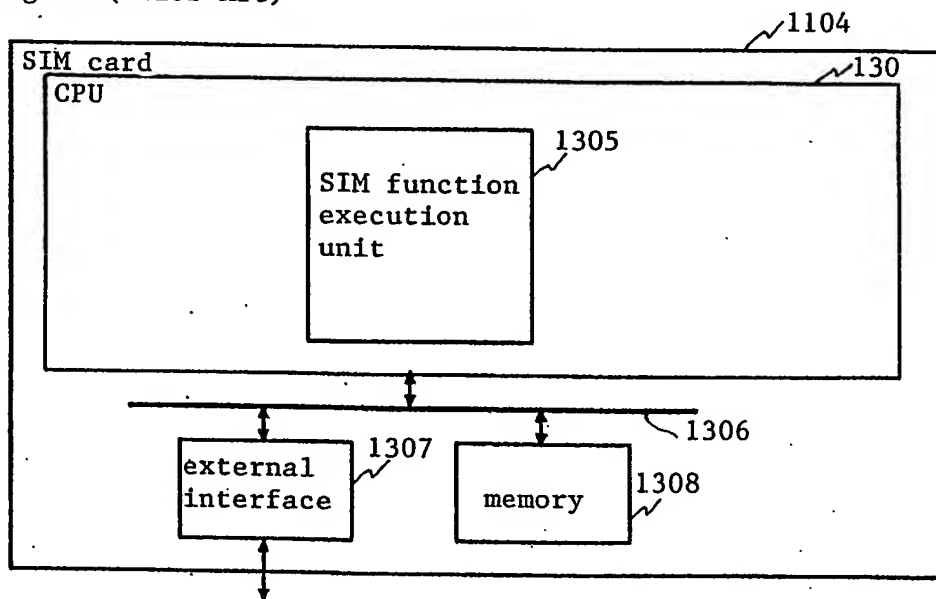 1104
SIM card
130
CPU
1305
SIM function
execution
unit
1306
1307
external
interface
1308
memory